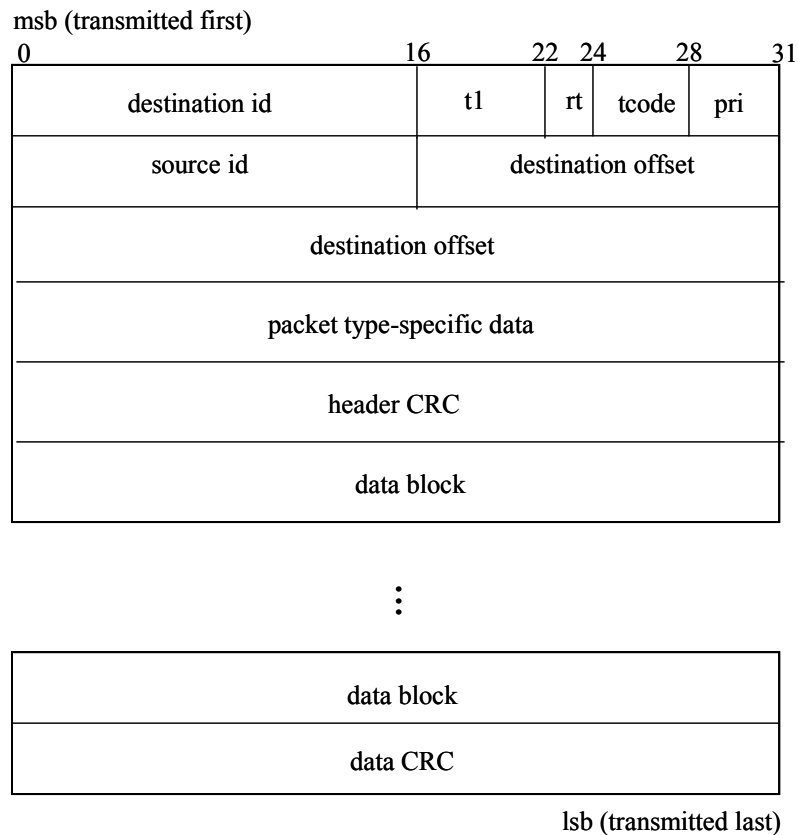 msb (transmitted first)
0 16 22 24 28 31
destination id t1 rt tcode pri
source id destination offset
destination offset
packet type-specific data
header CRC
data block
data block
data CRC
lsb (transmitted last)